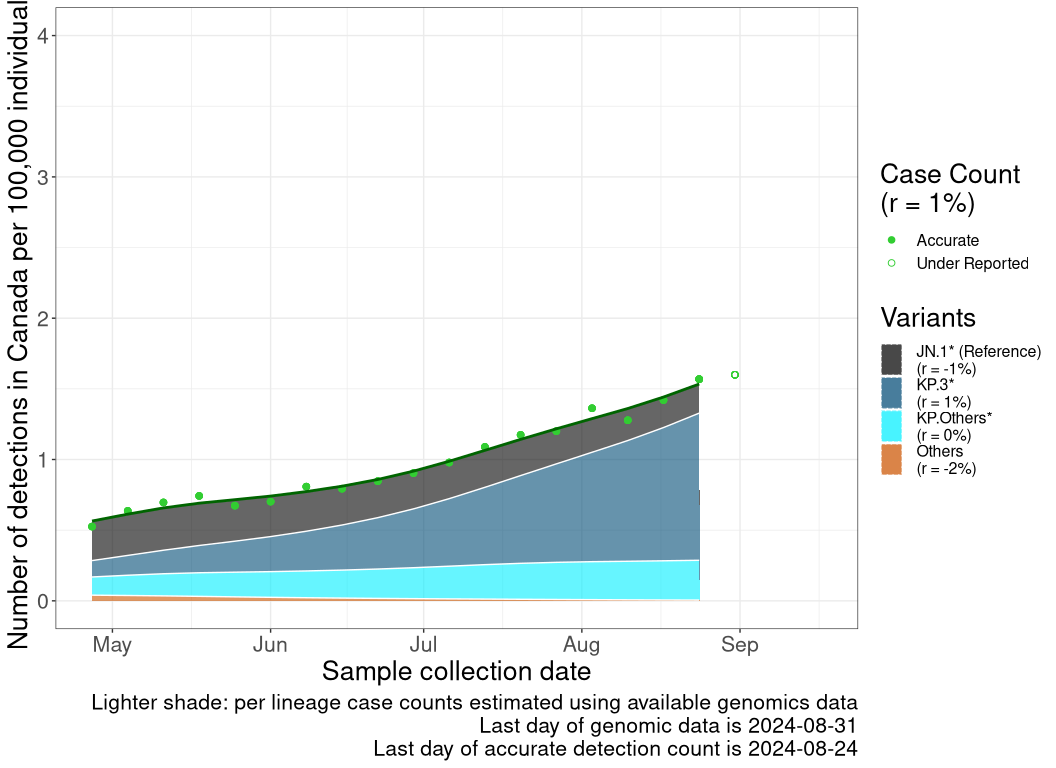 Number of detections in Canada per 100,000 individual
4
3
2
1
0
May
Jun
Jul
Aug
Sep
Sample collection date
Lighter shade: per lineage case counts estimated using available genomics data
Last day of genomic data is 2024-08-31
Last day of accurate detection count is 2024-08-24
Case Count
(r = 1%)
Accurate
Under Reported
Variants
JN.1* (Reference)
(r = -1%)
KP.3*
(r = 1%)
KP.Others*
(r = 0%)
Others
(r = -2%)